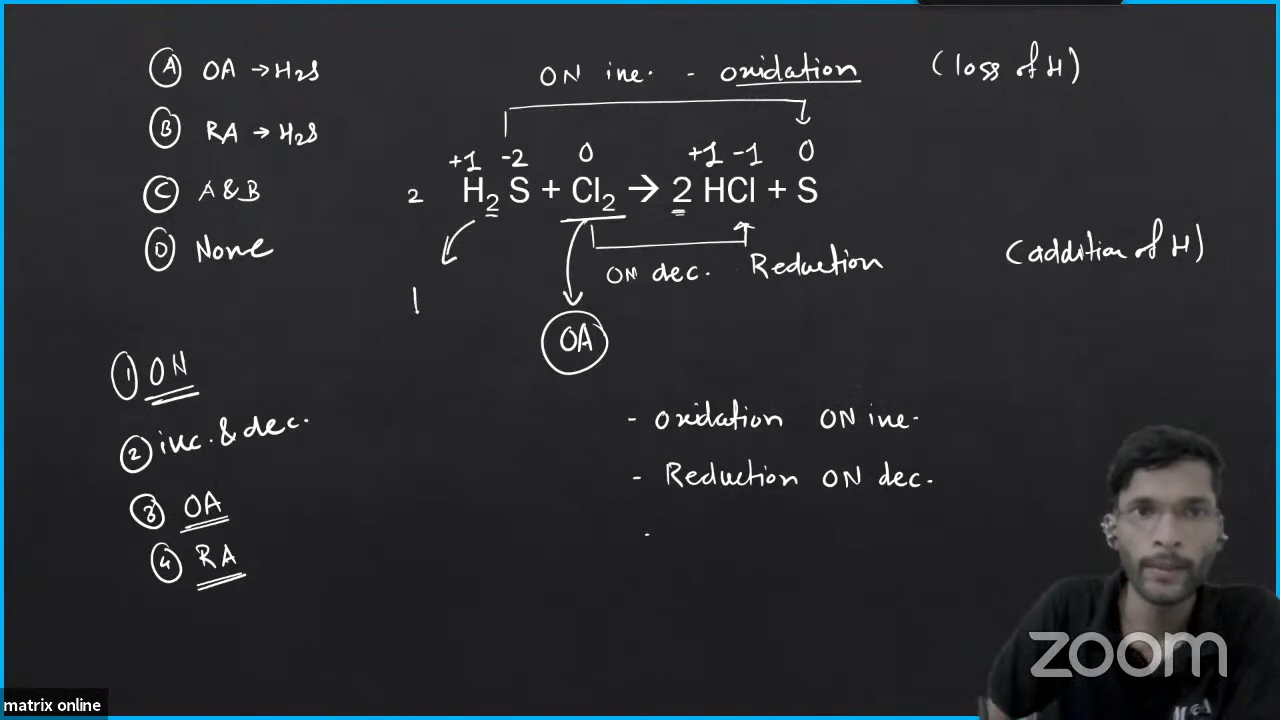 Ⓐ OA → H2S
Ⓑ RA → H2S
Ⓒ A & B
Ⓓ None
ON inc. - oxidation (loss of H)
+1 -2 0 +1 -1 0
2 H2 S + Cl2 → 2 HCl + S
ON dec. Reduction (addition of H)
OA
① ON
② inc. & dec.
③ OA
④ RA
- Oxidation ON inc.
- Reduction ON dec.
zoom
matrix online